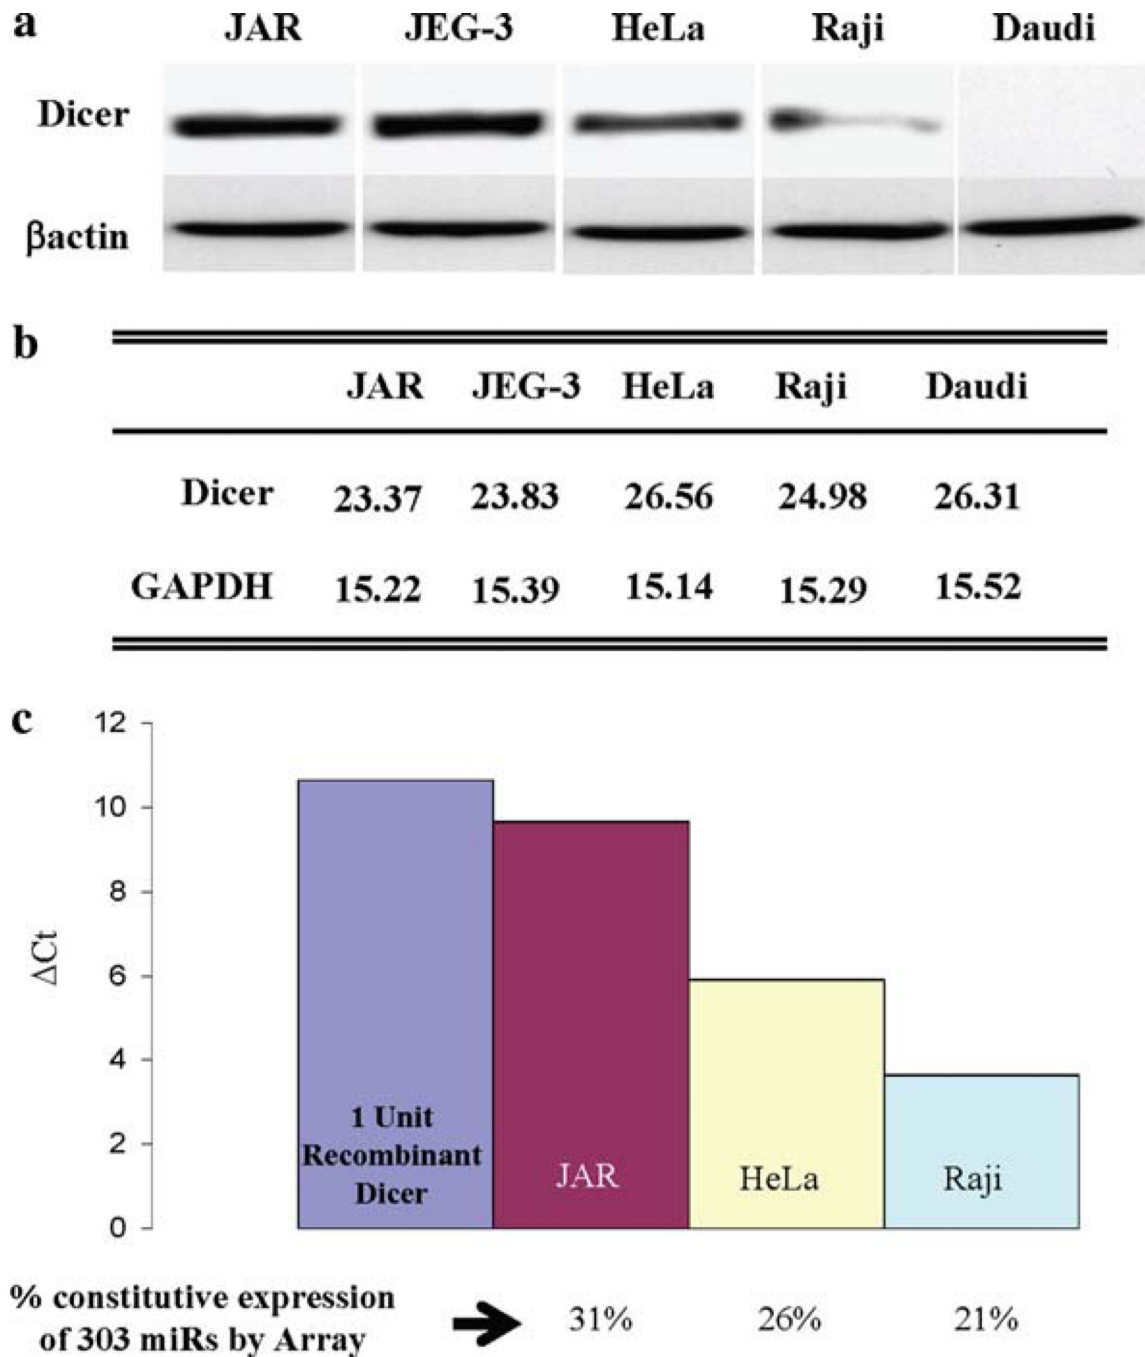 a JAR JEG-3 HeLa Raji Daudi
Dicer
βactin
b
JAR JEG-3 HeLa Raji Daudi
Dicer 23.37 23.83 26.56 24.98 26.31
GAPDH 15.22 15.39 15.14 15.29 15.52
c
12
10
8
6
4
2
0
ΔCt
1 Unit
Recombinant
Dicer
JAR
HeLa
Raji
% constitutive expression
of 303 miRs by Array
31% 26% 21%